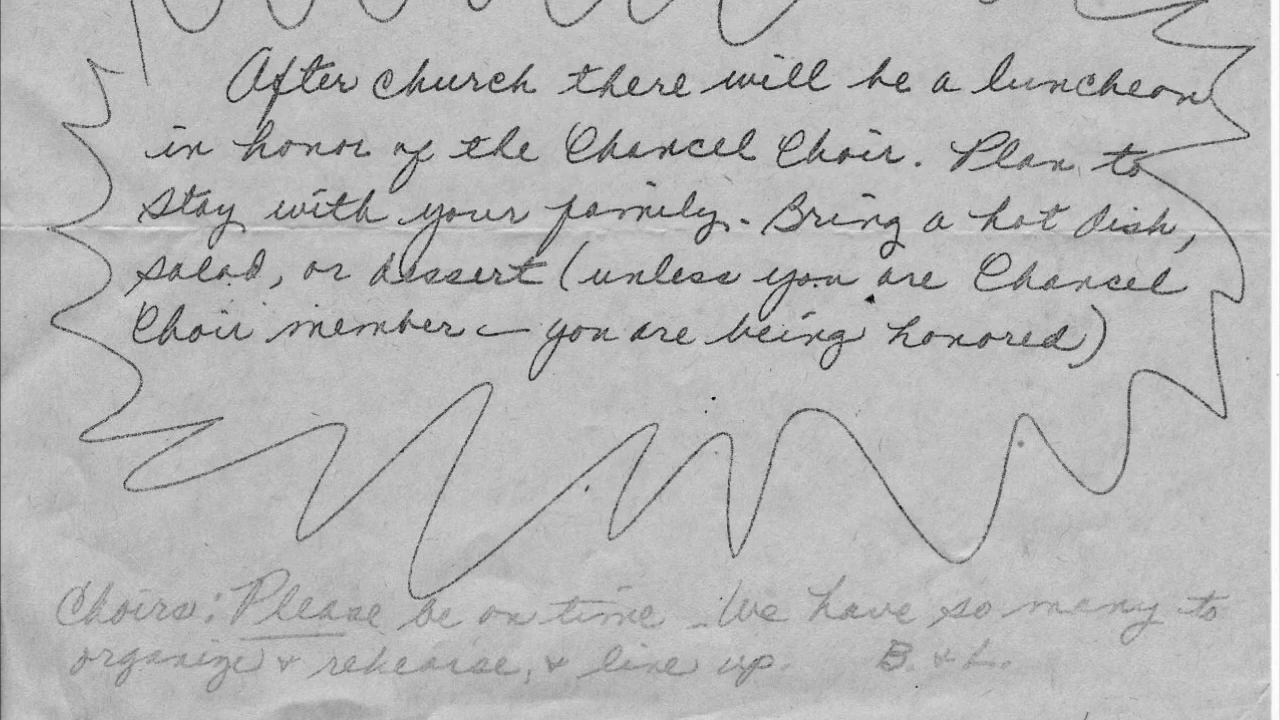 After church there will be a luncheon
in honor of the Chancel Choir. Plan to
stay with your family. Bring a hot dish,
salad, or dessert (unless you are Chancel
Choir member — you are being honored)
Choirs: Please be on time. We have so many to
organize & rehearse, & line up. B. & L.